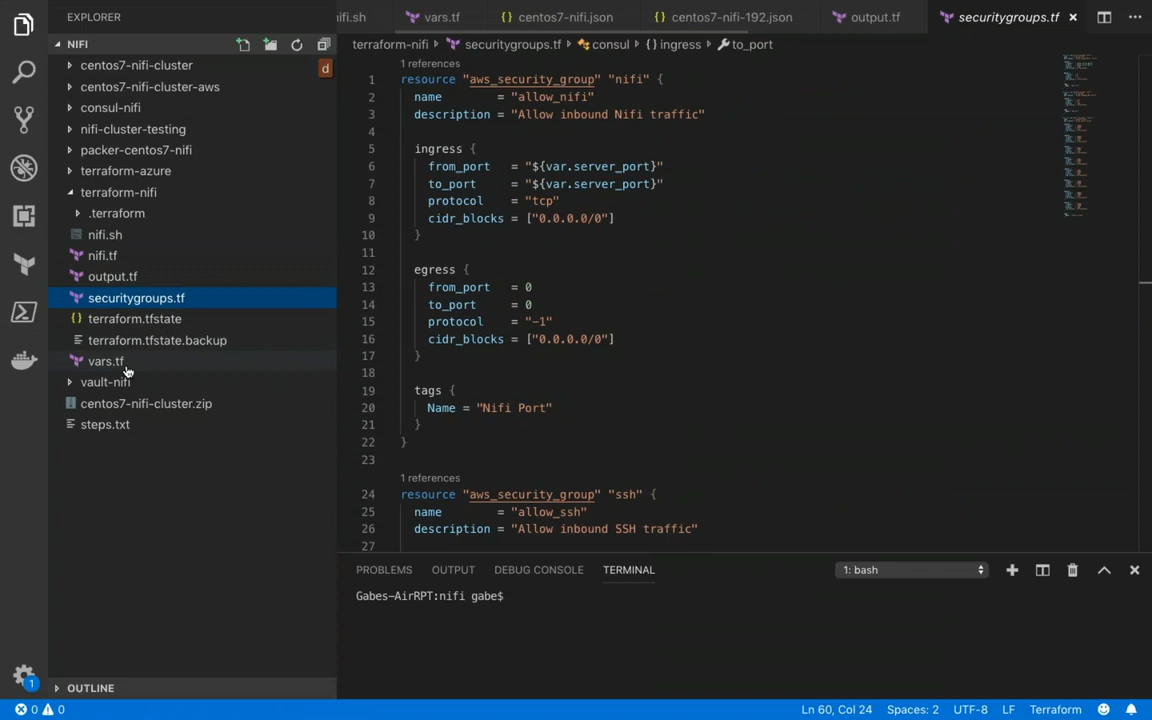 EXPLORER
NIFI
centos7-nifi-cluster
d
centos7-nifi-cluster-aws
consul-nifi
nifi-cluster-testing
packer-centos7-nifi
terraform-azure
terraform-nifi
.terraform
nifi.sh
nifi.tf
output.tf
securitygroups.tf
terraform.tfstate
terraform.tfstate.backup
vars.tf
vault-nifi
centos7-nifi-cluster.zip
steps.txt
OUTLINE
nifi.sh vars.tf {} centos7-nifi.json {} centos7-nifi-192.json output.tf securitygroups.tf
terraform-nifi securitygroups.tf consul {} ingress to_port
1 references
1 resource "aws_security_group" "nifi" {
2 name = "allow_nifi"
3 description = "Allow inbound Nifi traffic"
4
5 ingress {
6 from_port = "${var.server_port}"
7 to_port = "${var.server_port}"
8 protocol = "tcp"
9 cidr_blocks = ["0.0.0.0/0"]
10 }
11
12 egress {
13 from_port = 0
14 to_port = 0
15 protocol = "-1"
16 cidr_blocks = ["0.0.0.0/0"]
17 }
18
19 tags {
20 Name = "Nifi Port"
21 }
22 }
23
1 references
24 resource "aws_security_group" "ssh" {
25 name = "allow_ssh"
26 description = "Allow inbound SSH traffic"
27
PROBLEMS OUTPUT DEBUG CONSOLE TERMINAL 1: bash
Gabes-AirRPT:nifi gabe$
1
0 0 Ln 60, Col 24 Spaces: 2 UTF-8 LF Terraform